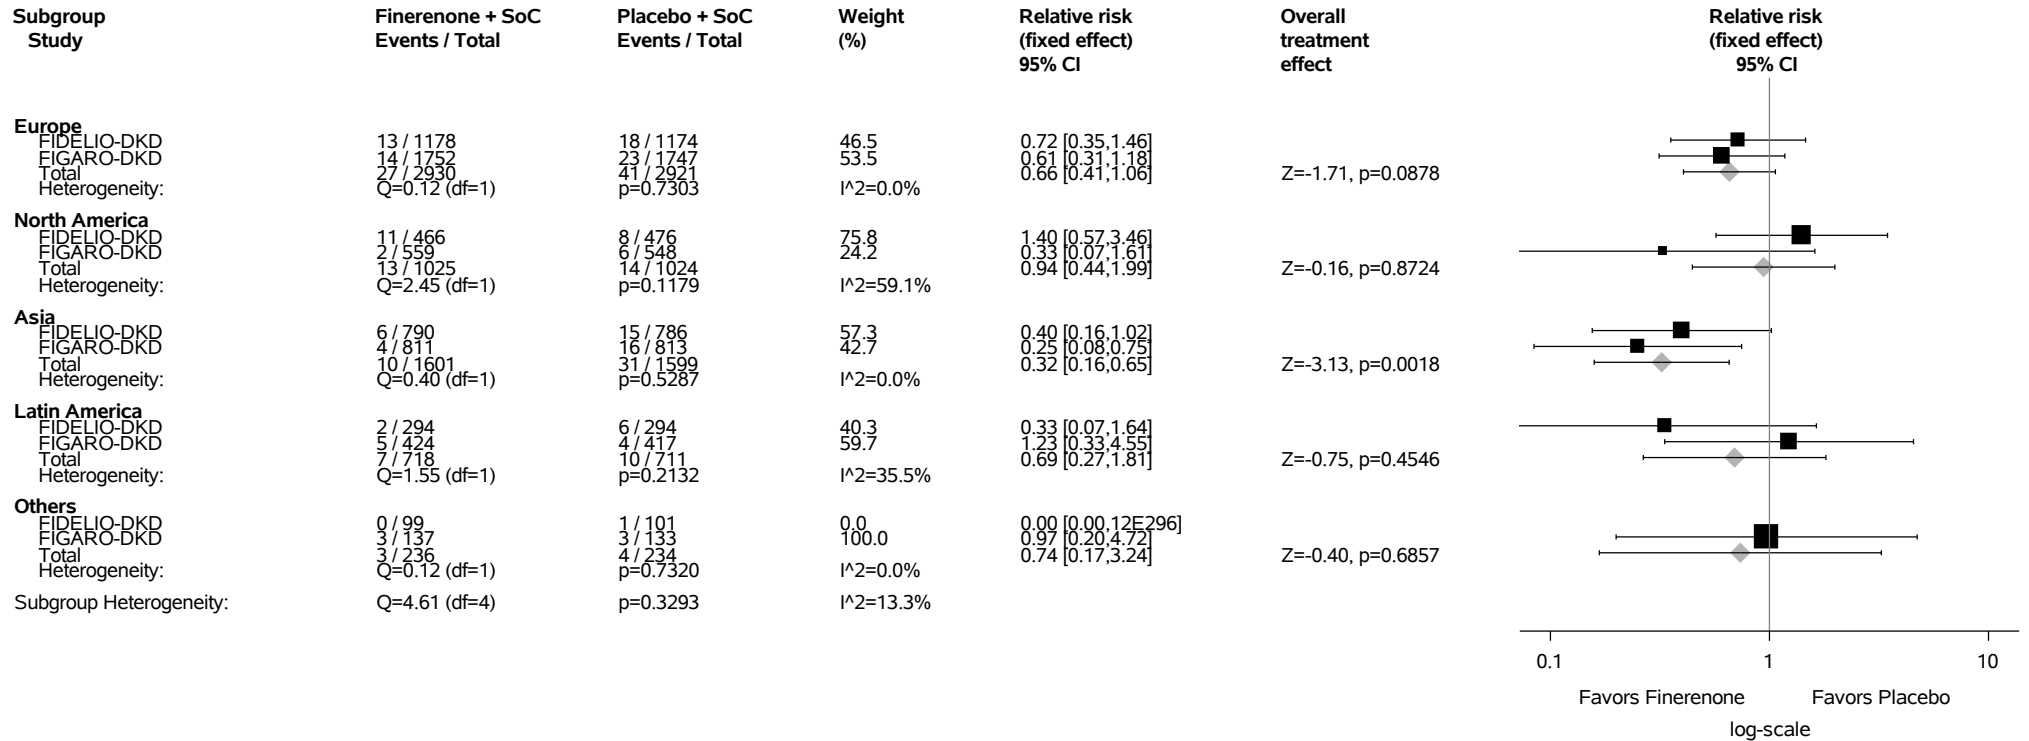 Subgroup Finerenone + SoC Placebo + SoC Weight Relative risk Overall Relative risk
Study Events / Total Events / Total (%) (fixed effect) treatment (fixed effect)
95% CI effect 95% CI
Europe
FIDELIO-DKD 13 / 1178 18 / 1174 46.5 0.72 [0.35,1.46]
FIGARO-DKD 14 / 1752 23 / 1747 53.5 0.61 [0.31,1.18]
Total 27 / 2930 41 / 2921 0.66 [0.41,1.06] Z=-1.71, p=0.0878
Heterogeneity: Q=0.12 (df=1) p=0.7303 I^2=0.0%
North America
FIDELIO-DKD 11 / 466 8 / 476 75.8 1.40 [0.57,3.46]
FIGARO-DKD 2 / 559 6 / 548 24.2 0.33 [0.07,1.61]
Total 13 / 1025 14 / 1024 0.94 [0.44,1.99] Z=-0.16, p=0.8724
Heterogeneity: Q=2.45 (df=1) p=0.1179 I^2=59.1%
Asia
FIDELIO-DKD 6 / 790 15 / 786 57.3 0.40 [0.16,1.02]
FIGARO-DKD 4 / 811 16 / 813 42.7 0.25 [0.08,0.75]
Total 10 / 1601 31 / 1599 0.32 [0.16,0.65] Z=-3.13, p=0.0018
Heterogeneity: Q=0.40 (df=1) p=0.5287 I^2=0.0%
Latin America
FIDELIO-DKD 2 / 294 6 / 294 40.3 0.33 [0.07,1.64]
FIGARO-DKD 5 / 424 4 / 417 59.7 1.23 [0.33,4.55]
Total 7 / 718 10 / 711 0.69 [0.27,1.81] Z=-0.75, p=0.4546
Heterogeneity: Q=1.55 (df=1) p=0.2132 I^2=35.5%
Others
FIDELIO-DKD 0 / 99 1 / 101 0.0 0.00 [0.00,12E296]
FIGARO-DKD 3 / 137 3 / 133 100.0 0.97 [0.20,4.72]
Total 3 / 236 4 / 234 0.74 [0.17,3.24] Z=-0.40, p=0.6857
Heterogeneity: Q=0.12 (df=1) p=0.7320 I^2=0.0%
Subgroup Heterogeneity: Q=4.61 (df=4) p=0.3293 I^2=13.3%
0.1 1 10
Favors Finerenone Favors Placebo
log-scale